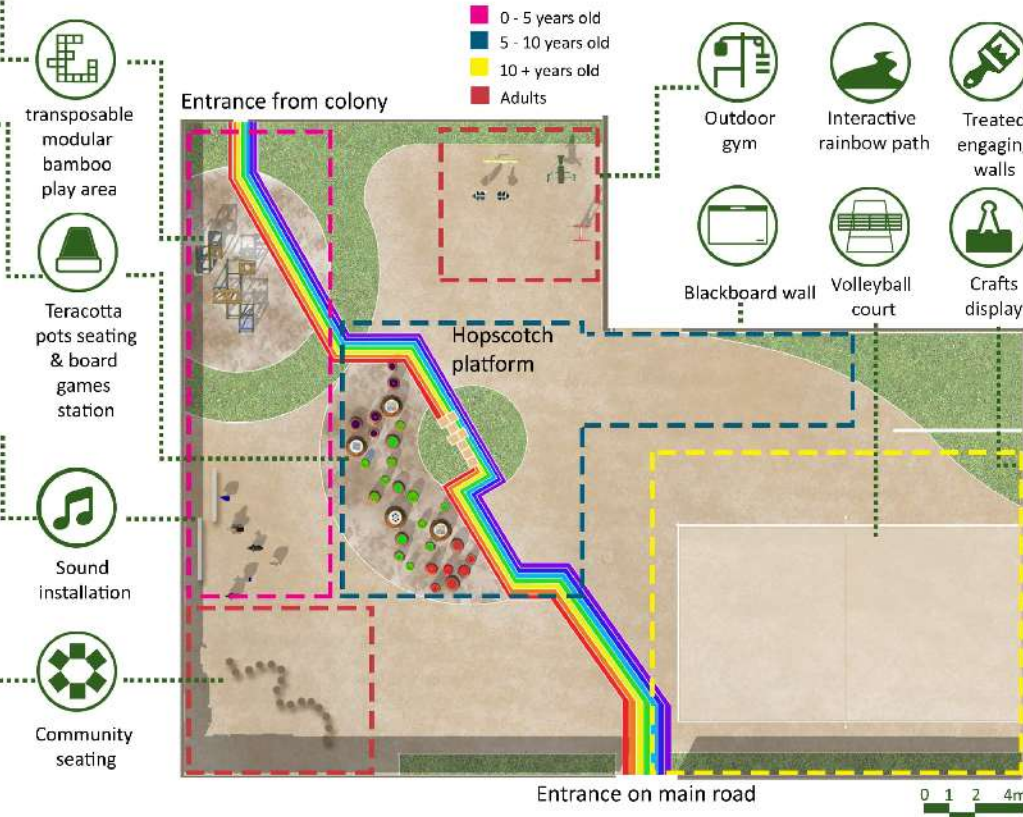 0 - 5 years old
5 - 10 years old
10 + years old
Adults
Entrance from colony
transposable
modular
bamboo
play area
Outdoor
gym
Interactive
rainbow path
Treated
engaging
walls
Teracotta
pots seating
& board
games
station
Blackboard wall
Volleyball
court
Crafts
display
Hopscotch
platform
Sound
installation
Community
seating
Entrance on main road
0 1 2 4m